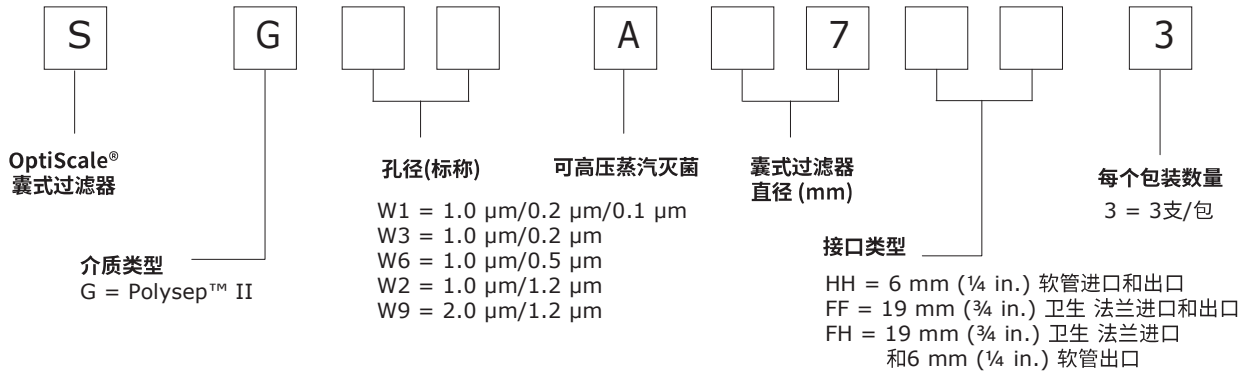 S G A 7 3
OptiScale®
囊式过滤器
介质类型
G = Polysep™ II
孔径(标称)
W1 = 1.0 µm/0.2 µm/0.1 µm
W3 = 1.0 µm/0.2 µm
W6 = 1.0 µm/0.5 µm
W2 = 1.0 µm/1.2 µm
W9 = 2.0 µm/1.2 µm
可高压蒸汽灭菌
囊式过滤器
直径 (mm)
接口类型
HH = 6 mm (¼ in.) 软管进口和出口
FF = 19 mm (¾ in.) 卫生 法兰进口和出口
FH = 19 mm (¾ in.) 卫生 法兰进口
和6 mm (¼ in.) 软管出口
每个包装数量
3 = 3支/包